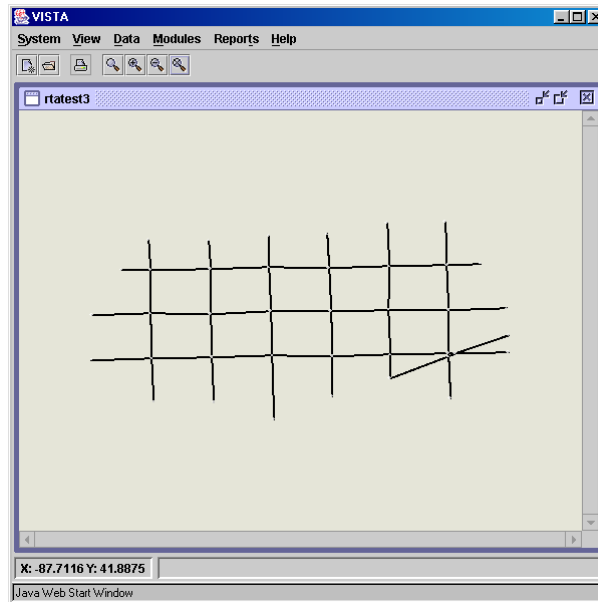 VISTA
System View Data Modules Reports Help
rtatest3
X: -87.7116 Y: 41.8875
Java Web Start Window